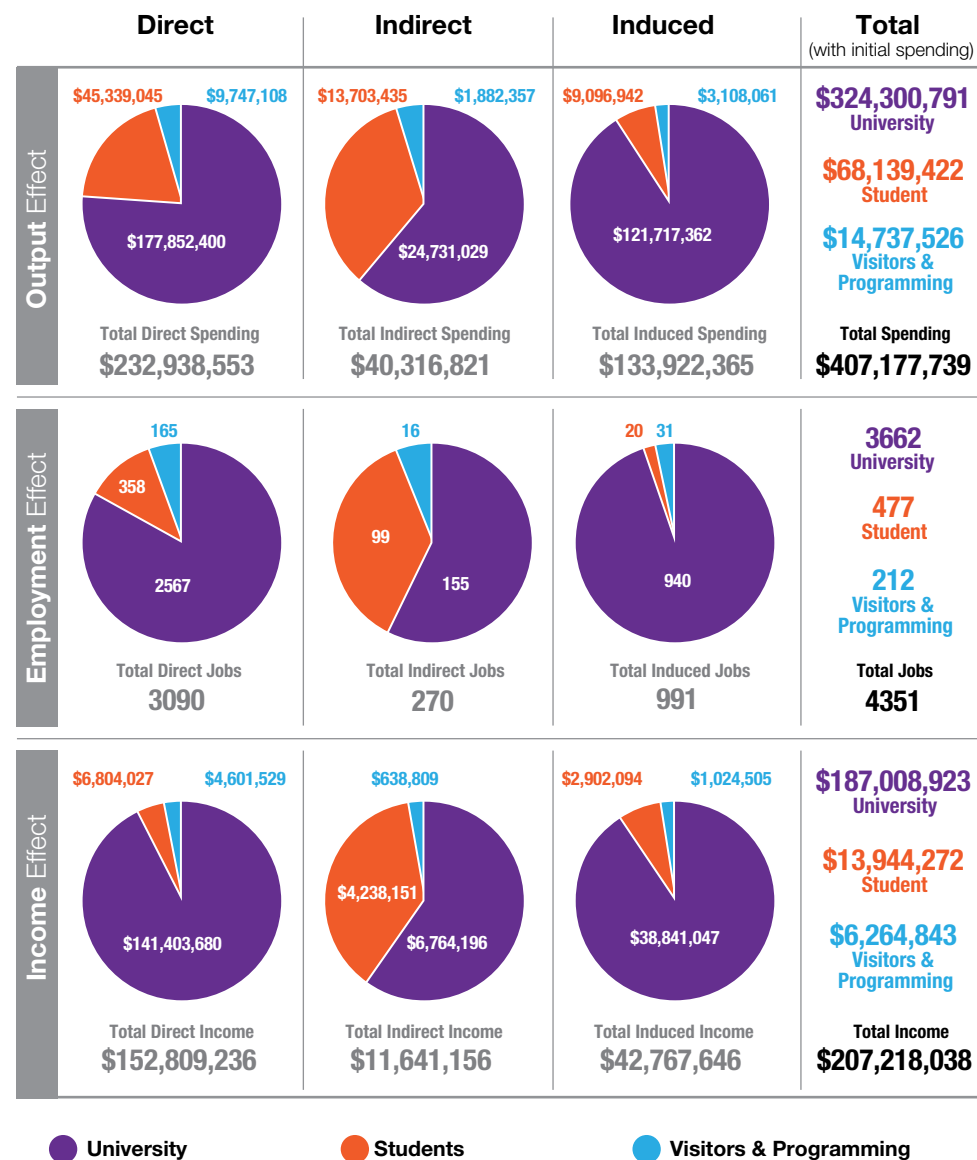 Direct
Indirect
Induced
Total
(with initial spending)
Output Effect
$45,339,045
$9,747,108
$177,852,400
Total Direct Spending
$232,938,553
$13,703,435
$1,882,357
$24,731,029
Total Indirect Spending
$40,316,821
$9,096,942
$3,108,061
$121,717,362
Total Induced Spending
$133,922,365
$324,300,791
University
$68,139,422
Student
$14,737,526
Visitors &
Programming
Total Spending
$407,177,739
Employment Effect
165
358
2567
Total Direct Jobs
3090
16
99
155
Total Indirect Jobs
270
20
31
940
Total Induced Jobs
991
3662
University
477
Student
212
Visitors &
Programming
Total Jobs
4351
Income Effect
$6,804,027
$4,601,529
$141,403,680
Total Direct Income
$152,809,236
$638,809
$4,238,151
$6,764,196
Total Indirect Income
$11,641,156
$2,902,094
$1,024,505
$38,841,047
Total Induced Income
$42,767,646
$187,008,923
University
$13,944,272
Student
$6,264,843
Visitors &
Programming
Total Income
$207,218,038
University
Students
Visitors & Programming